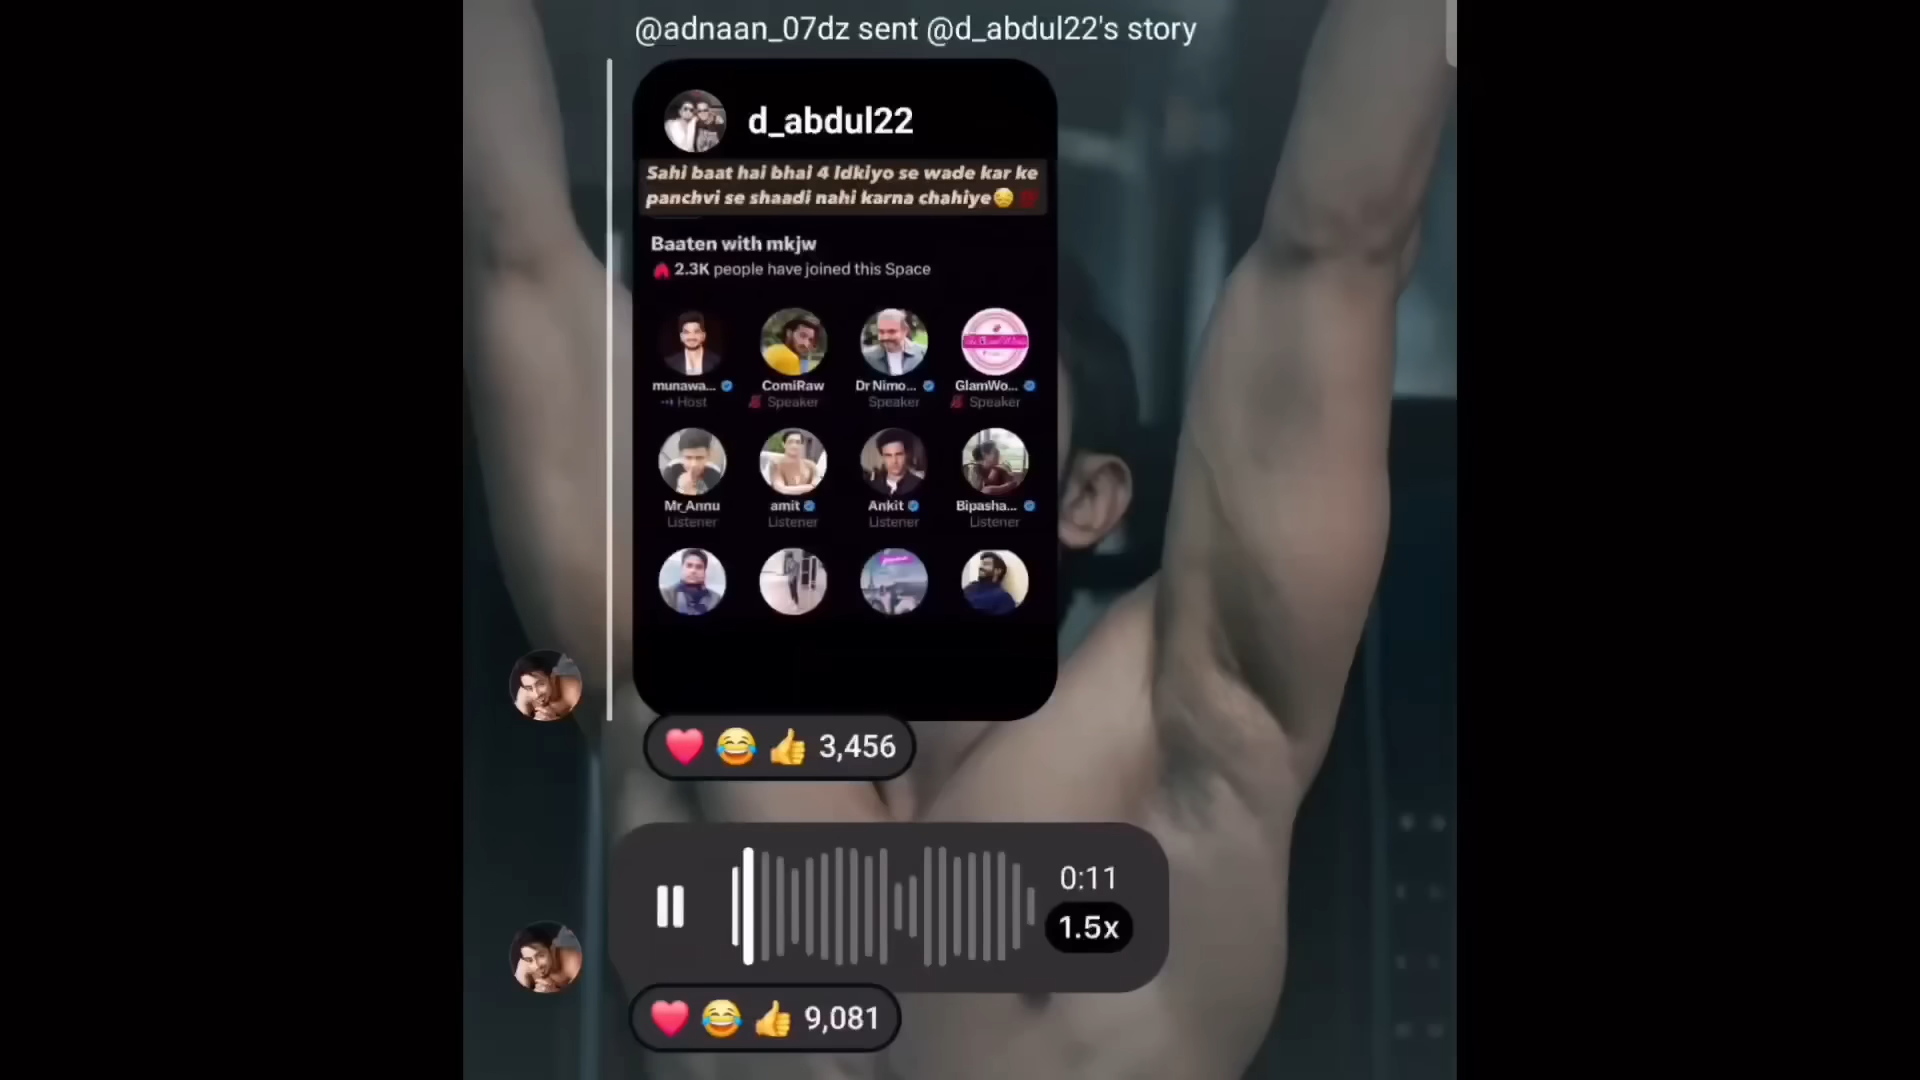 @adnaan_07dz sent @d_abdul22's story
d_abdul22
Sahi baat hai bhai 4 ldkiyo se wade kar ke
panchvi se shaadi nahi karna chahiye😔 💯
Baaten with mkjw
2.3K people have joined this Space
munawa... ComiRaw Dr Nimo... GlamWo...
Host Speaker Speaker Speaker
Mr_Annu amit Ankit Bipasha...
Listener Listener Listener Listener
❤️ 😂 👍 3,456
0:11
1.5x
❤️ 😂 👍 9,081